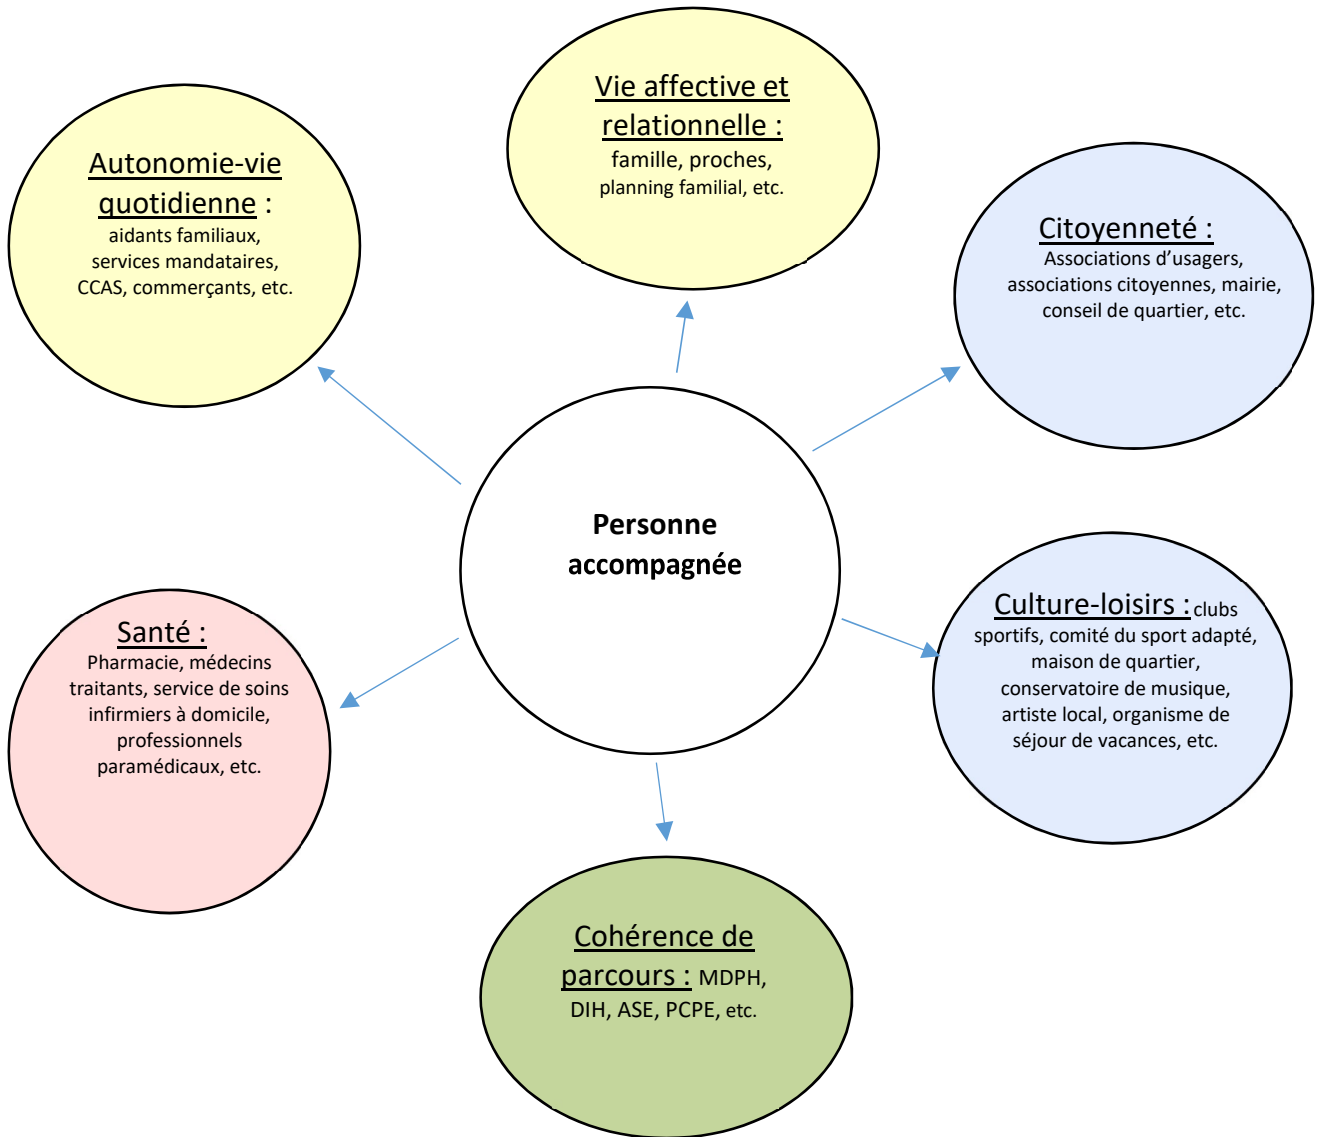 Vie affective et
relationnelle :
famille, proches,
planning familial, etc.
Autonomie-vie
quotidienne :
aidants familiaux,
services mandataires,
CCAS, commerçants, etc.
Citoyenneté :
Associations d’usagers,
associations citoyennes, mairie,
conseil de quartier, etc.
Personne
accompagnée
Culture-loisirs : clubs
sportifs, comité du sport adapté,
maison de quartier,
conservatoire de musique,
artiste local, organisme de
séjour de vacances, etc.
Santé :
Pharmacie, médecins
traitants, service de soins
infirmiers à domicile,
professionnels
paramédicaux, etc.
Cohérence de
parcours : MDPH,
DIH, ASE, PCPE, etc.